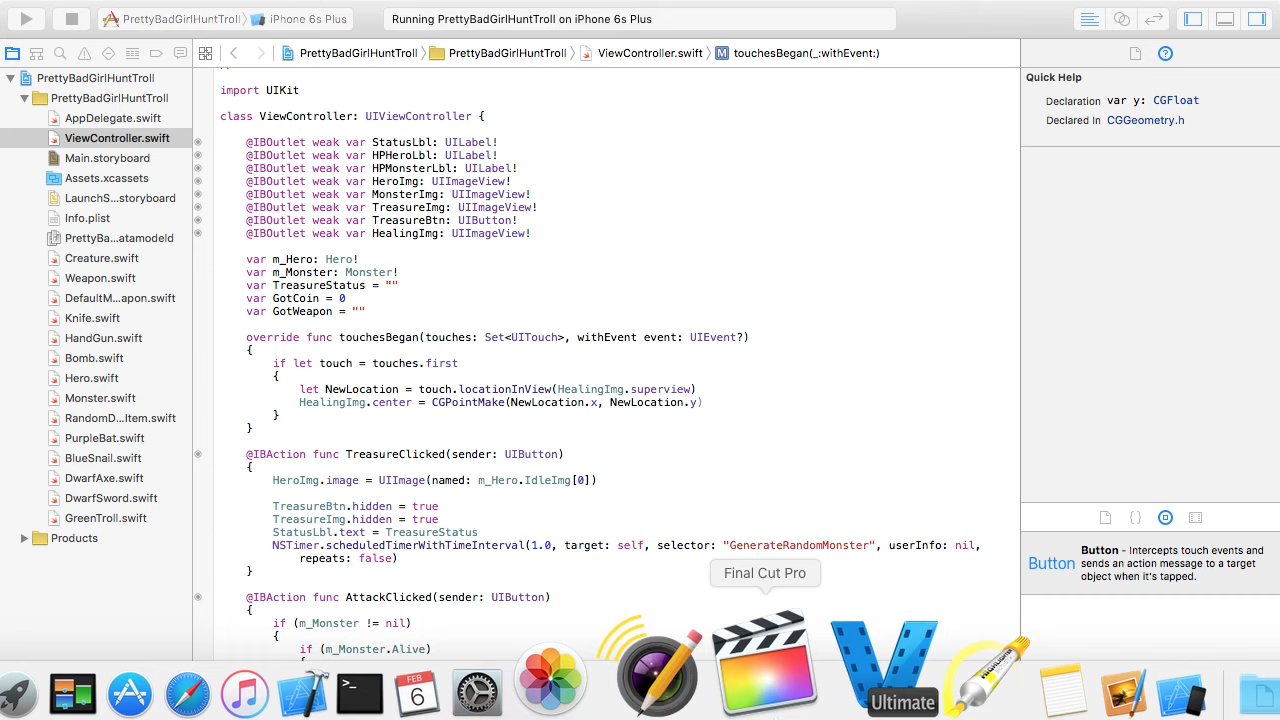 PrettyBadGirlHuntTroll iPhone 6s Plus
Running PrettyBadGirlHuntTroll on iPhone 6s Plus
PrettyBadGirlHuntTroll PrettyBadGirlHuntTroll ViewController.swift M touchesBegan(_:withEvent:)
PrettyBadGirlHuntTroll
PrettyBadGirlHuntTroll
AppDelegate.swift
ViewController.swift
Main.storyboard
Assets.xcassets
LaunchS...storyboard
Info.plist
PrettyBa...atamodeld
Creature.swift
Weapon.swift
DefaultM...apon.swift
Knife.swift
HandGun.swift
Bomb.swift
Hero.swift
Monster.swift
RandomD...Item.swift
PurpleBat.swift
BlueSnail.swift
DwarfAxe.swift
DwarfSword.swift
GreenTroll.swift
Products
import UIKit
class ViewController: UIViewController {
@IBOutlet weak var StatusLbl: UILabel!
@IBOutlet weak var HPHeroLbl: UILabel!
@IBOutlet weak var HPMonsterLbl: UILabel!
@IBOutlet weak var HeroImg: UIImageView!
@IBOutlet weak var MonsterImg: UIImageView!
@IBOutlet weak var TreasureImg: UIImageView!
@IBOutlet weak var TreasureBtn: UIButton!
@IBOutlet weak var HealingImg: UIImageView!
var m_Hero: Hero!
var m_Monster: Monster!
var TreasureStatus = ""
var GotCoin = 0
var GotWeapon = ""
override func touchesBegan(touches: Set<UITouch>, withEvent event: UIEvent?)
{
if let touch = touches.first
{
let NewLocation = touch.locationInView(HealingImg.superview)
HealingImg.center = CGPointMake(NewLocation.x, NewLocation.y)
}
}
@IBAction func TreasureClicked(sender: UIButton)
{
HeroImg.image = UIImage(named: m_Hero.IdleImg[0])
TreasureBtn.hidden = true
TreasureImg.hidden = true
StatusLbl.text = TreasureStatus
NSTimer.scheduledTimerWithTimeInterval(1.0, target: self, selector: "GenerateRandomMonster", userInfo: nil,
repeats: false)
}
@IBAction func AttackClicked(sender: UIButton)
{
if (m_Monster != nil)
{
if (m_Monster.Alive)
Quick Help
Declaration var y: CGFloat
Declared In CGGeometry.h
{}
Button
Button - Intercepts touch events and
sends an action message to a target
object when it's tapped.
Final Cut Pro
>_
FEB
6
Ultimate
HIGHLIGHTER